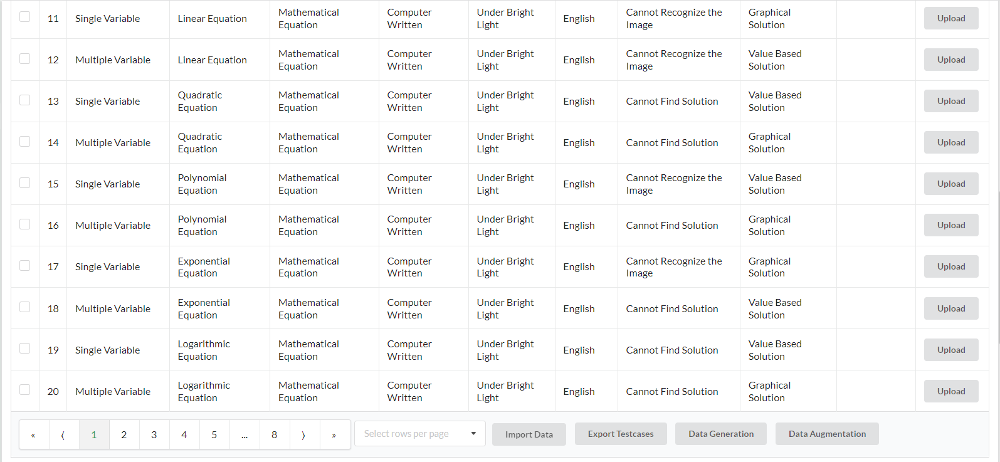 11 Single Variable Linear Equation Mathematical Equation Computer Written Under Bright Light English Cannot Recognize the Image Graphical Solution Upload
12 Multiple Variable Linear Equation Mathematical Equation Computer Written Under Bright Light English Cannot Recognize the Image Value Based Solution Upload
13 Single Variable Quadratic Equation Mathematical Equation Computer Written Under Bright Light English Cannot Find Solution Value Based Solution Upload
14 Multiple Variable Quadratic Equation Mathematical Equation Computer Written Under Bright Light English Cannot Find Solution Graphical Solution Upload
15 Single Variable Polynomial Equation Mathematical Equation Computer Written Under Bright Light English Cannot Recognize the Image Value Based Solution Upload
16 Multiple Variable Polynomial Equation Mathematical Equation Computer Written Under Bright Light English Cannot Find Solution Graphical Solution Upload
17 Single Variable Exponential Equation Mathematical Equation Computer Written Under Bright Light English Cannot Recognize the Image Graphical Solution Upload
18 Multiple Variable Exponential Equation Mathematical Equation Computer Written Under Bright Light English Cannot Find Solution Value Based Solution Upload
19 Single Variable Logarithmic Equation Mathematical Equation Computer Written Under Bright Light English Cannot Find Solution Value Based Solution Upload
20 Multiple Variable Logarithmic Equation Mathematical Equation Computer Written Under Bright Light English Cannot Find Solution Graphical Solution Upload
« ⟨ 1 2 3 4 5 ... 8 ⟩ » Select rows per page Import Data Export Testcases Data Generation Data Augmentation